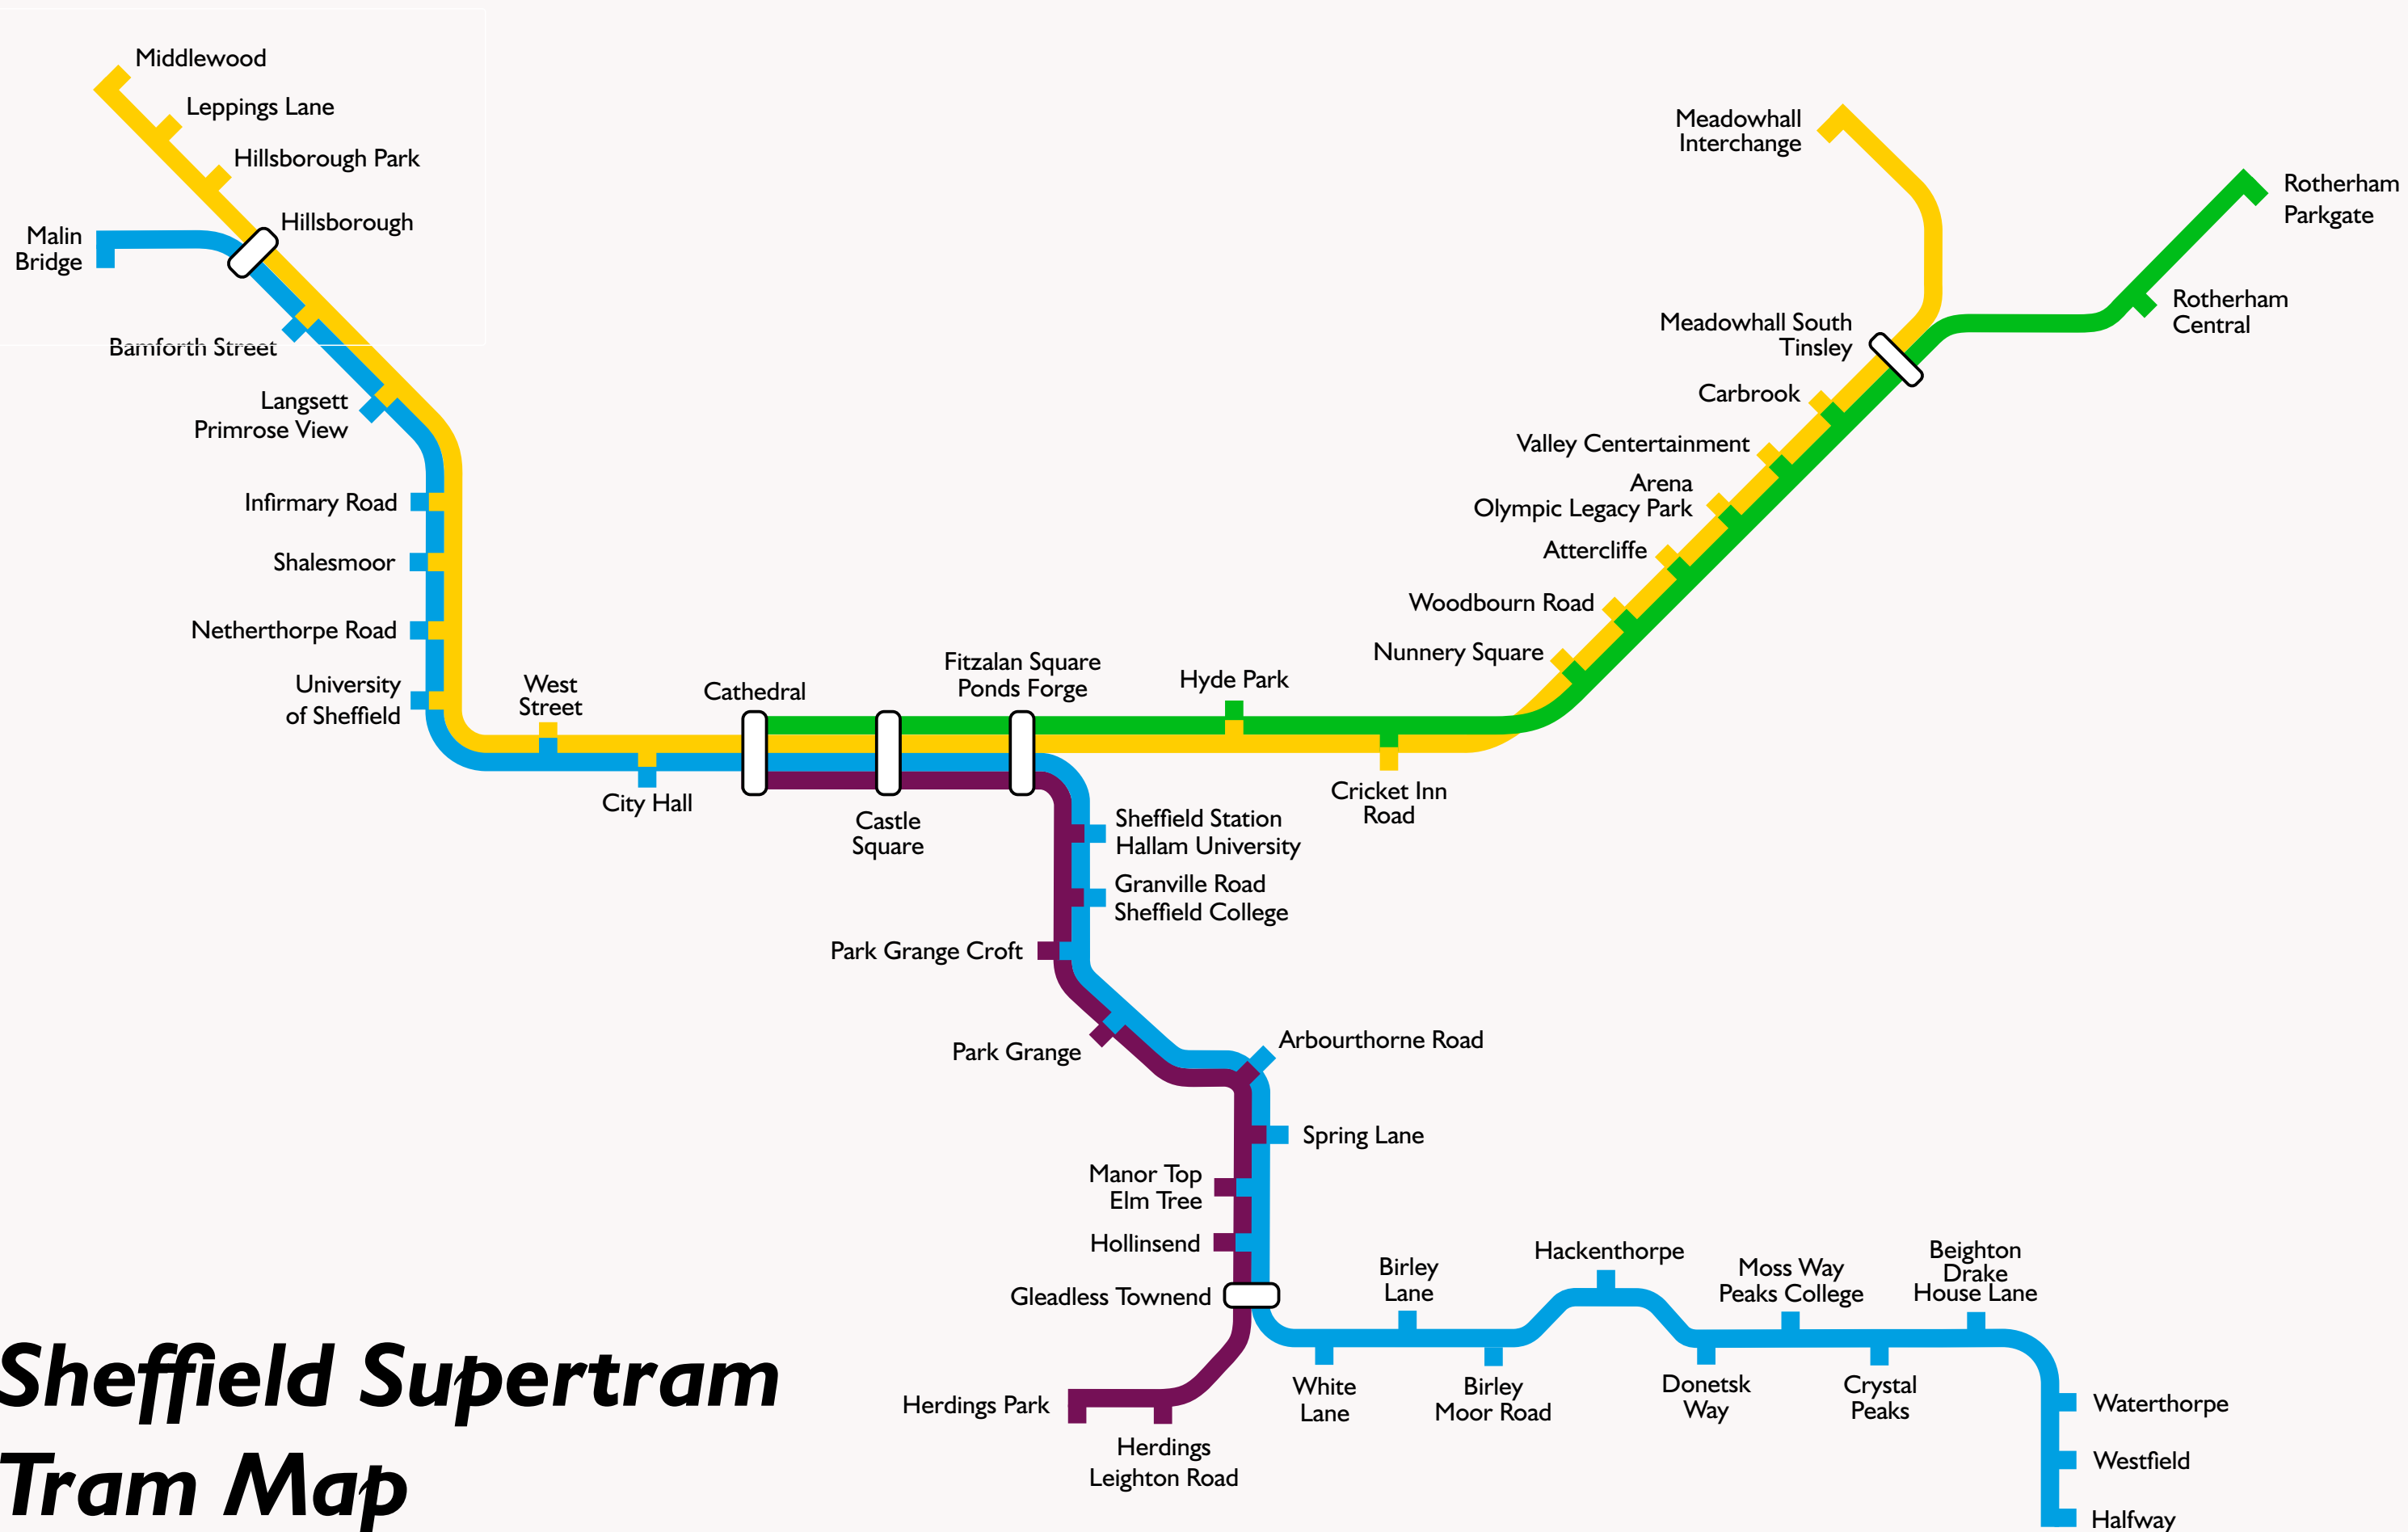 Middlewood
Leppings Lane
Hillsborough Park
Hillsborough
Malin
Bridge
Bamforth Street
Langsett
Primrose View
Infirmary Road
Shalesmoor
Netherthorpe Road
University
of Sheffield
West
Street
City Hall
Cathedral
Castle
Square
Fitzalan Square
Ponds Forge
Hyde Park
Cricket Inn
Road
Nunnery Square
Woodbourn Road
Attercliffe
Arena
Olympic Legacy Park
Valley Centertainment
Carbrook
Meadowhall South
Tinsley
Meadowhall
Interchange
Rotherham
Parkgate
Rotherham
Central
Sheffield Station
Hallam University
Granville Road
Sheffield College
Park Grange Croft
Park Grange
Arbourthorne Road
Spring Lane
Manor Top
Elm Tree
Hollinsend
Gleadless Townend
Herdings Park
Herdings
Leighton Road
White
Lane
Birley
Lane
Birley
Moor Road
Hackenthorpe
Donetsk
Way
Moss Way
Peaks College
Crystal
Peaks
Beighton
Drake
House Lane
Waterthorpe
Westfield
Halfway
Sheffield Supertram
Tram Map